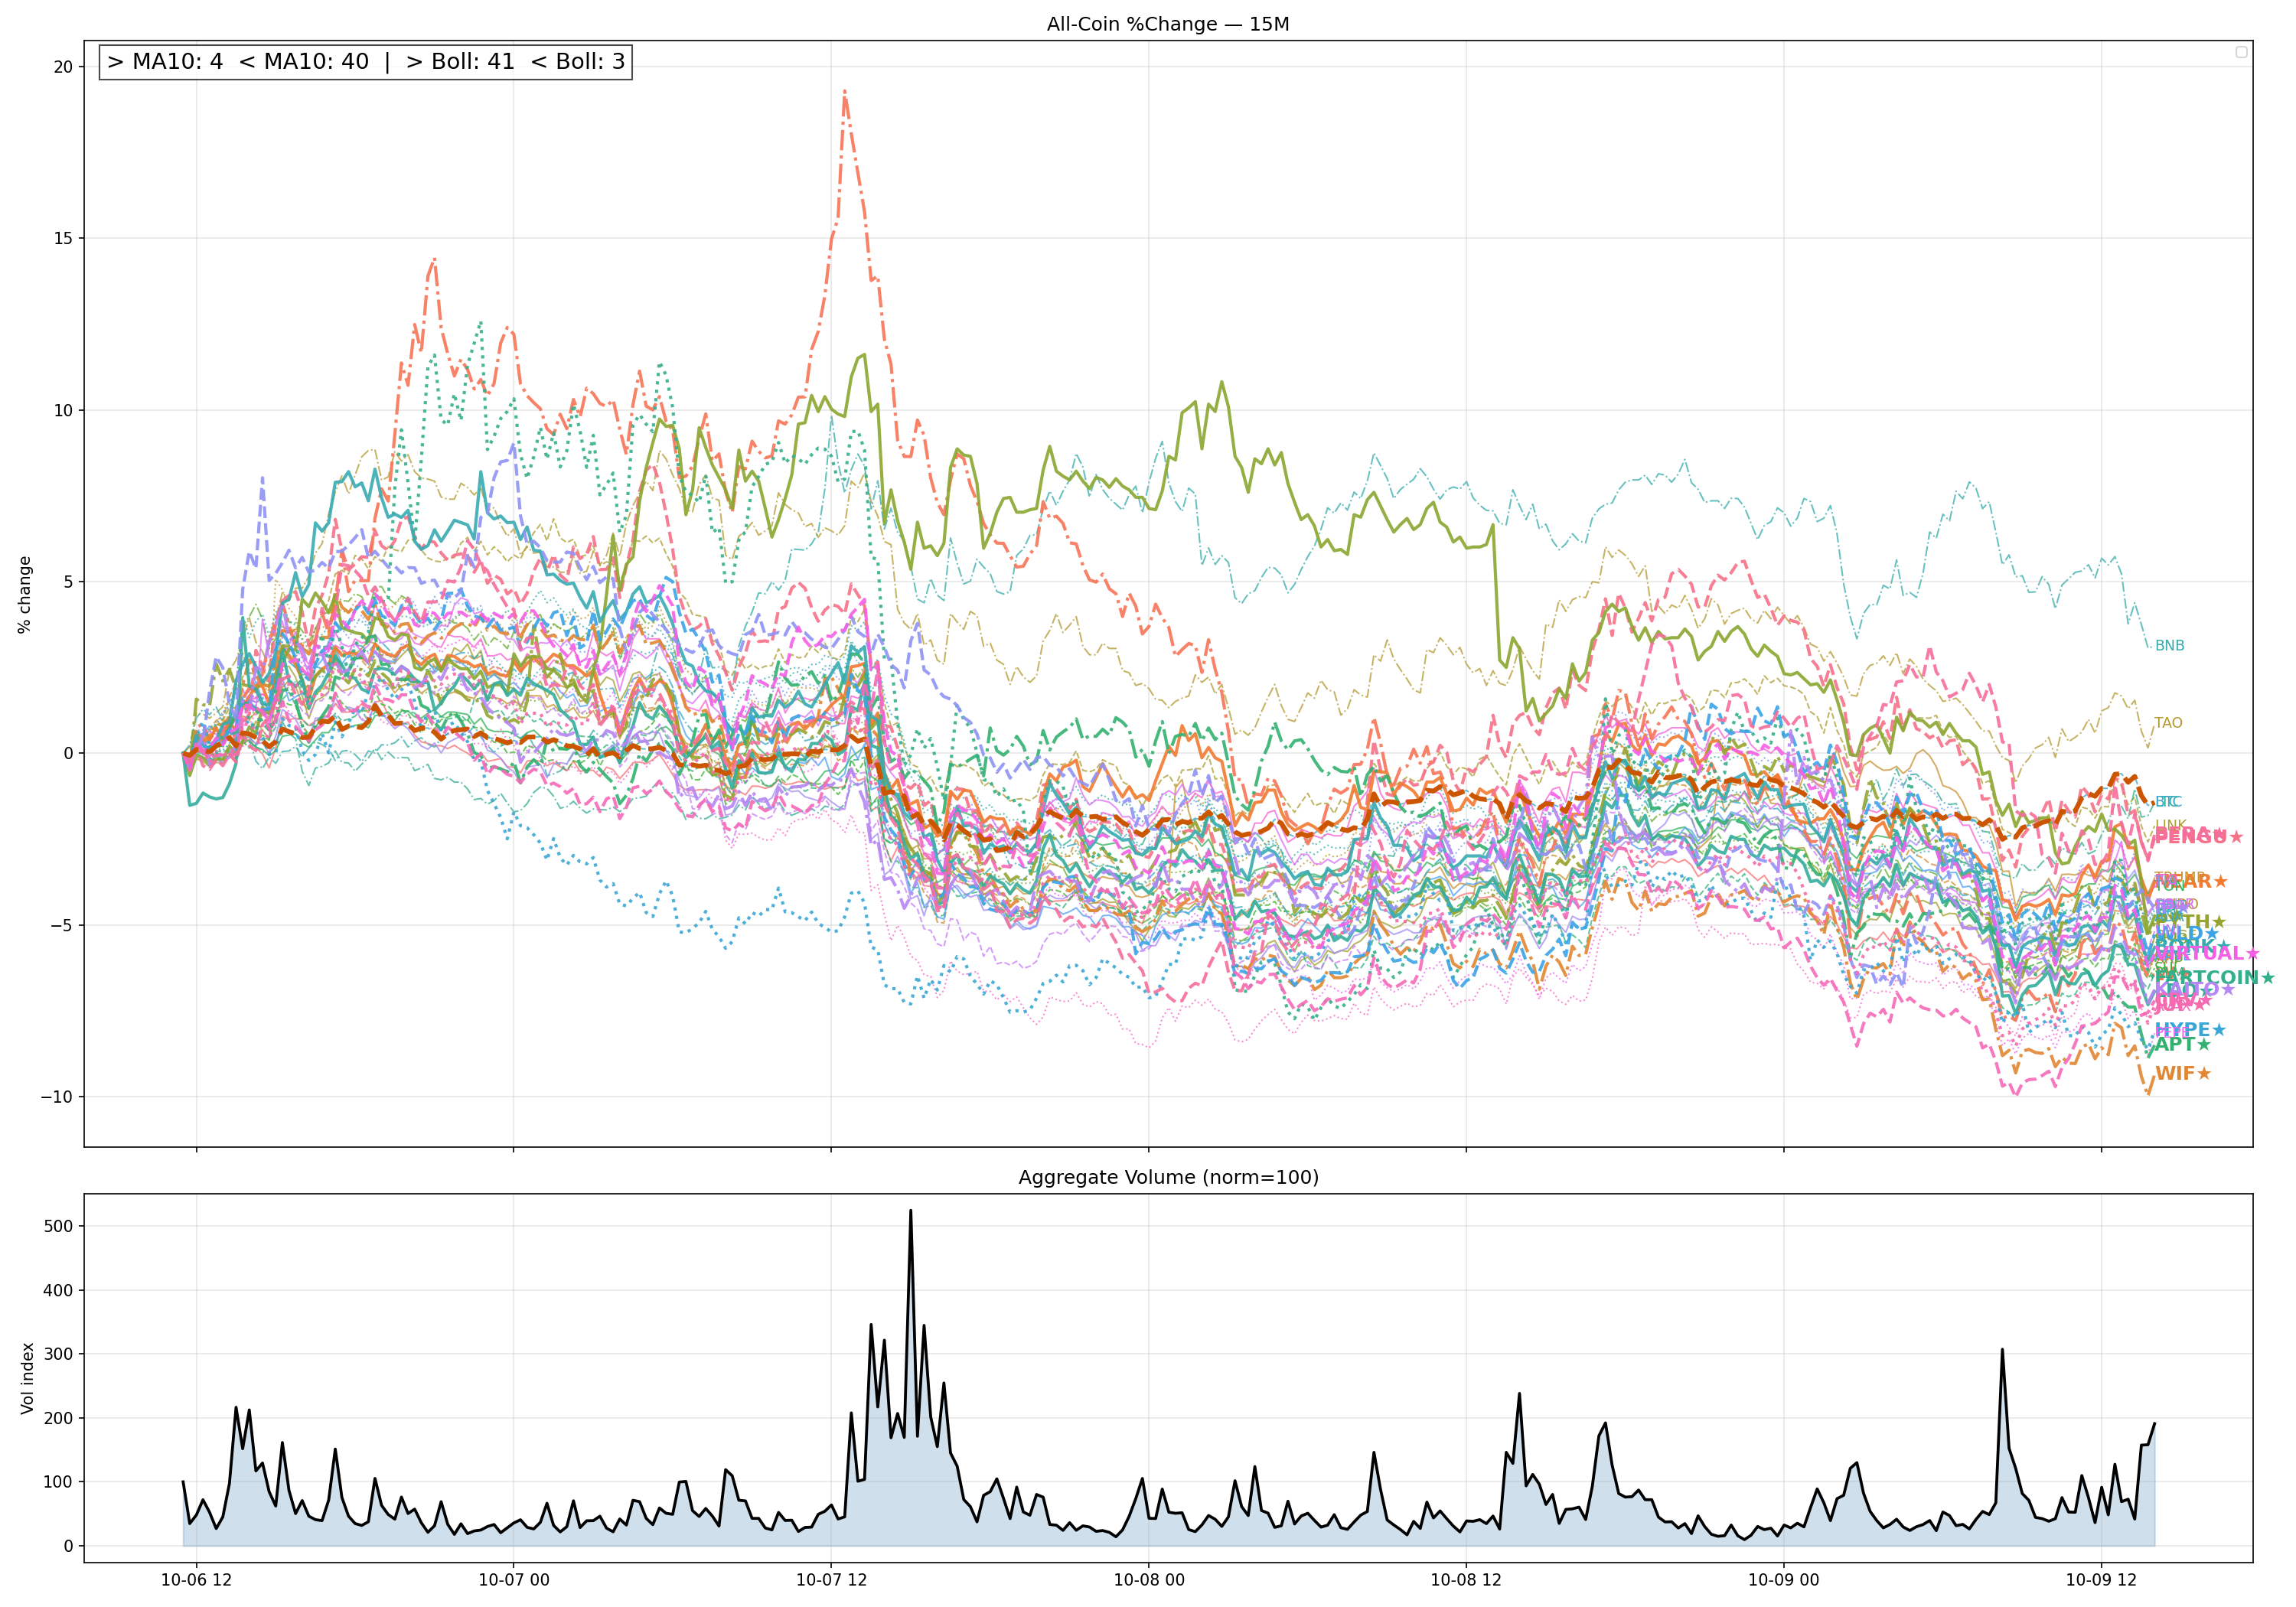 All-Coin %Change — 15M
> MA10: 4  < MA10: 40  |  > Boll: 41  < Boll: 3
% change
20
15
10
5
0
−5
−10
BNB
TAO
BTC
LINK
PENGU★
TRUMP
TON
PYTH★
WLD★
VIRTUAL★
FARTCOIN★
KAITO★
HYPE★
APT★
WIF★
Aggregate Volume (norm=100)
Vol index
500
400
300
200
100
0
10-06 12
10-07 00
10-07 12
10-08 00
10-08 12
10-09 00
10-09 12